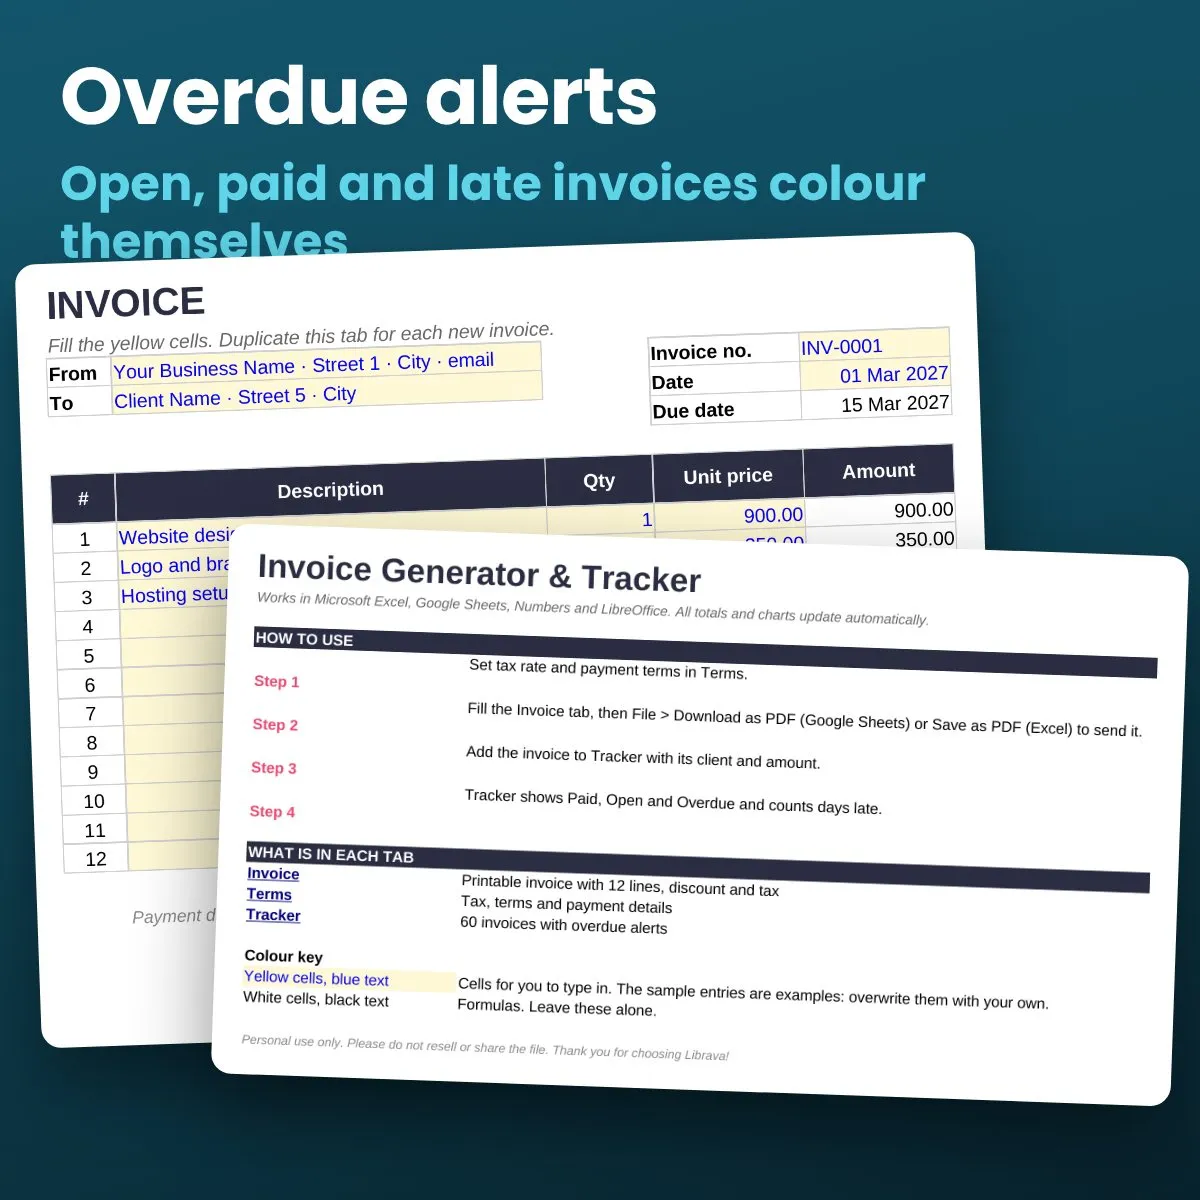 Overdue alerts
Open, paid and late invoices colour
themselves
INVOICE
Fill the yellow cells. Duplicate this tab for each new invoice.
From Your Business Name · Street 1 · City · email
To Client Name · Street 5 · City
Invoice no. INV-0001
Date 01 Mar 2027
Due date 15 Mar 2027
# Description Qty Unit price Amount
1 Website 1 900.00 900.00
2 Logo and 350.00
3 Hosting
4
5
6
7
8
9
10
11
12
Payment
Invoice Generator & Tracker
Works in Microsoft Excel, Google Sheets, Numbers and LibreOffice. All totals and charts update automatically.
HOW TO USE
Step 1 Set tax rate and payment terms in Terms.
Step 2 Fill the Invoice tab, then File > Download as PDF (Google Sheets) or Save as PDF (Excel) to send it.
Step 3 Add the invoice to Tracker with its client and amount.
Step 4 Tracker shows Paid, Open and Overdue and counts days late.
WHAT IS IN EACH TAB
Invoice Printable invoice with 12 lines, discount and tax
Terms Tax, terms and payment details
Tracker 60 invoices with overdue alerts
Colour key
Yellow cells, blue text Cells for you to type in. The sample entries are examples: overwrite them with your own.
White cells, black text Formulas. Leave these alone.
Personal use only. Please do not resell or share the file. Thank you for choosing Librava!